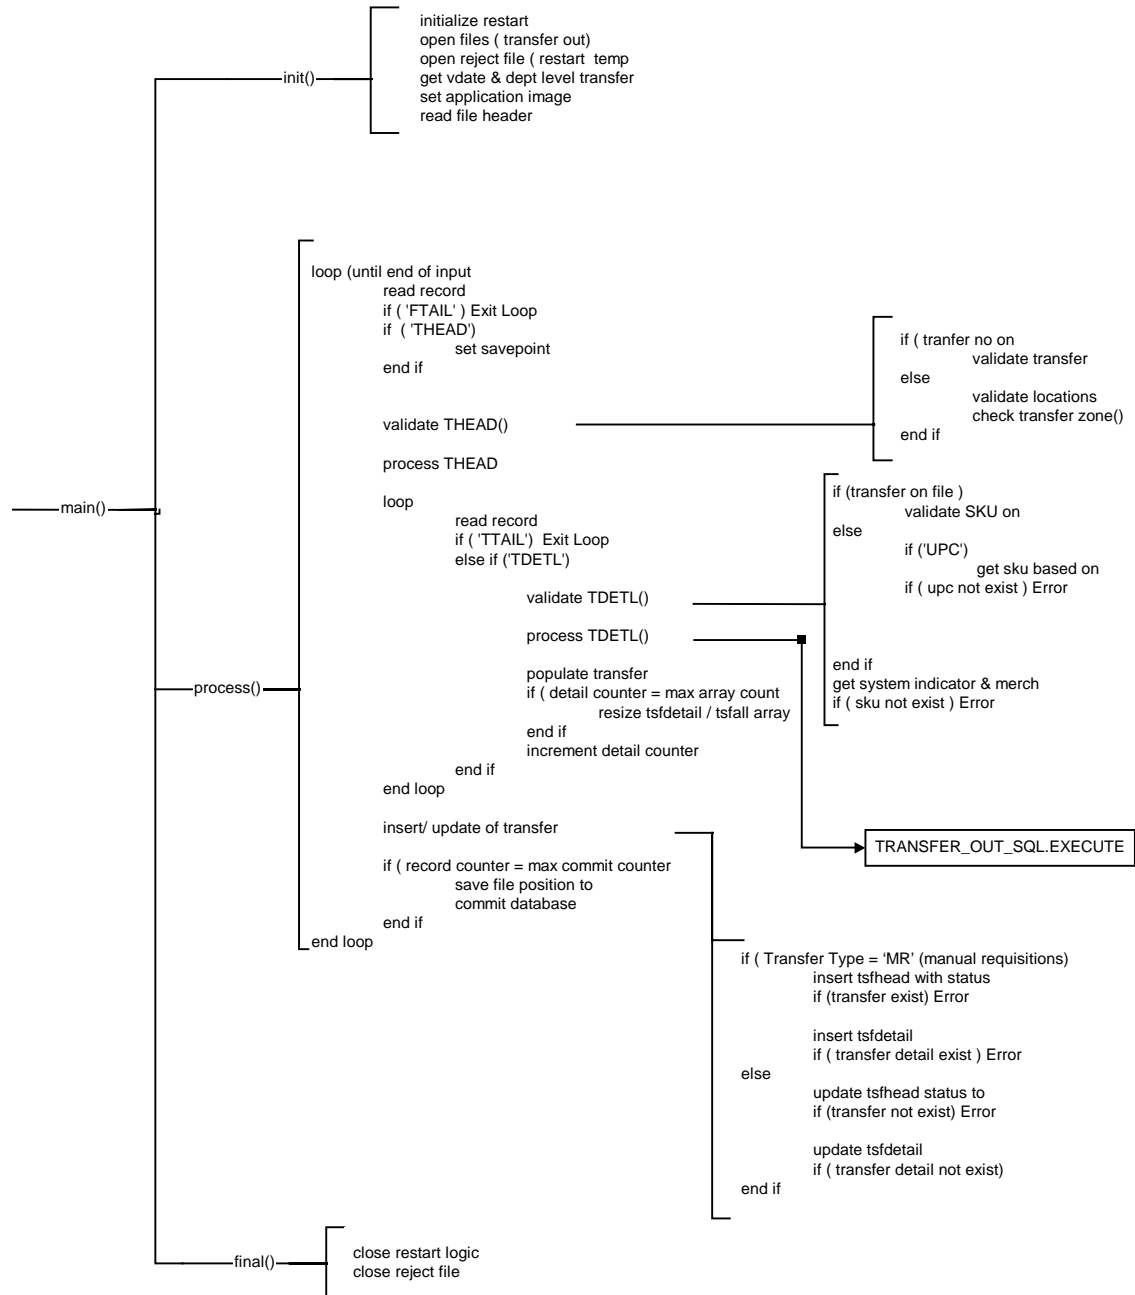 initialize restart
open files ( transfer out)
open reject file ( restart temp
init()
get vdate & dept level transfer
set application image
read file header
loop (until end of input
read record
if ( 'FTAIL' ) Exit Loop
if ( 'THEAD')
set savepoint
end if
validate THEAD()
process THEAD
loop
read record
if ( 'TTAIL') Exit Loop
else if ('TDETL')
validate TDETL()
process TDETL()
populate transfer
if ( detail counter = max array count
resize tsfdetail / tsfall array
end if
increment detail counter
end if
end loop
insert/ update of transfer
if ( record counter = max commit counter
save file position to
commit database
end if
end loop
if ( tranfer no on
validate transfer
else
validate locations
check transfer zone()
end if
main()
if (transfer on file )
validate SKU on
else
if ('UPC')
get sku based on
if ( upc not exist ) Error
end if
get system indicator & merch
if ( sku not exist ) Error
process()
TRANSFER_OUT_SQL.EXECUTE
if ( Transfer Type = ‘MR’ (manual requisitions)
insert tsfhead with status
if (transfer exist) Error
insert tsfdetail
if ( transfer detail exist ) Error
else
update tsfhead status to
if (transfer not exist) Error
update tsfdetail
if ( transfer detail not exist)
end if
final()
close restart logic
close reject file